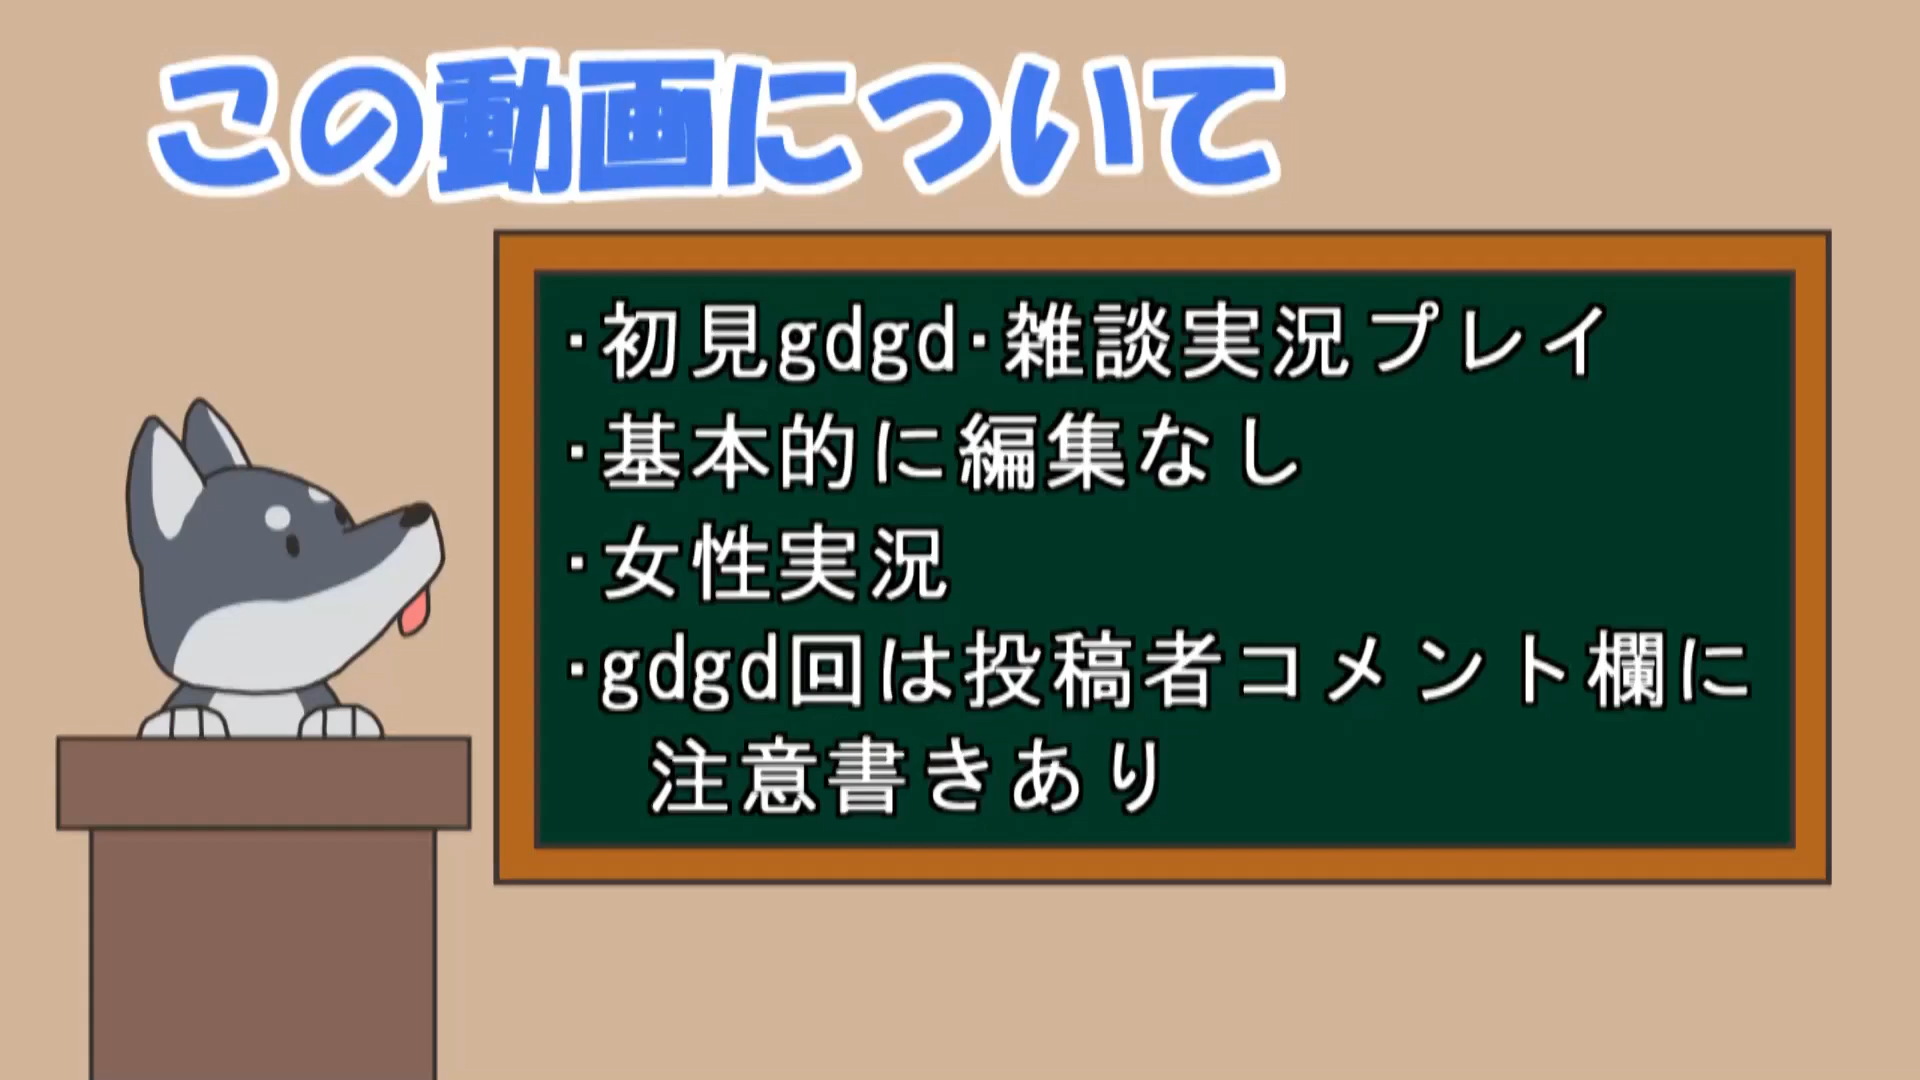 この動画について
・初見gdgd・雑談実況プレイ
・基本的に編集なし
・女性実況
・gdgd回は投稿者コメント欄に
注意書きあり